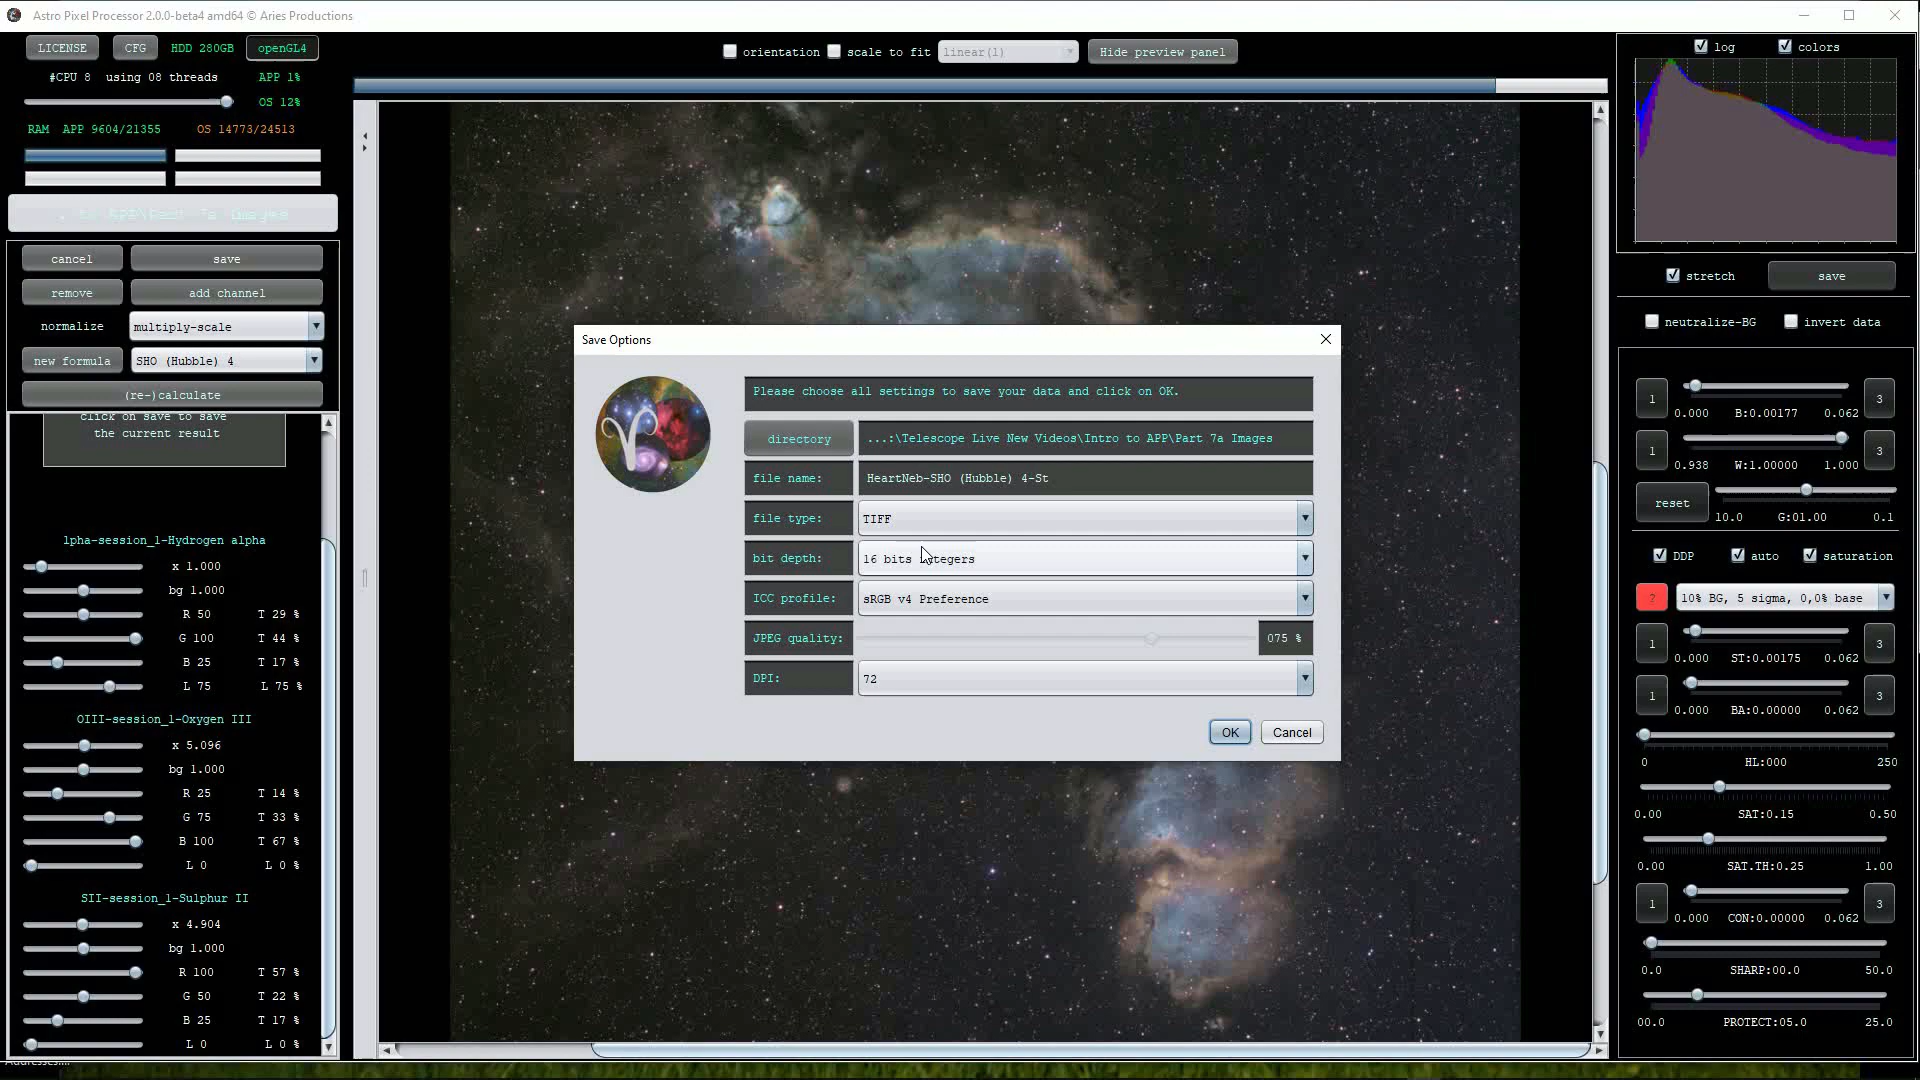 Astro Pixel Processor 2.0.0-beta4 amd64 © Aries Productions
LICENSE CFG HDD 280GB openGL4
#CPU 8 using 08 threads APP 1%
OS 12%
RAM APP 9604/21355 OS 14773/24513
. to APP\Part 7a Images
cancel save
remove add channel
normalize multiply-scale
new formula SHO (Hubble) 4
(re-)calculate
click on save to save
the current result
lpha-session_1-Hydrogen alpha
x 1.000
bg 1.000
R 50 T 29 %
G 100 T 44 %
B 25 T 17 %
L 75 L 75 %
OIII-session_1-Oxygen III
x 5.096
bg 1.000
R 25 T 14 %
G 75 T 33 %
B 100 T 67 %
L 0 L 0 %
SII-session_1-Sulphur II
x 4.904
bg 1.000
R 100 T 57 %
G 50 T 22 %
B 25 T 17 %
L 0 L 0 %
orientation scale to fit linear(l) Hide preview panel
Save Options
Please choose all settings to save your data and click on OK.
directory ...:\Telescope Live New Videos\Intro to APP\Part 7a Images
file name: HeartNeb-SHO (Hubble) 4-St
file type: TIFF
bit depth: 16 bits integers
ICC profile: sRGB v4 Preference
JPEG quality: 075 %
DPI: 72
OK Cancel
log colors
stretch save
neutralize-BG invert data
1 3
0.000 B:0.00177 0.062
1 3
0.938 W:1.00000 1.000
reset
10.0 G:01.00 0.1
DDP auto saturation
? 10% BG, 5 sigma, 0,0% base
1 3
0.000 ST:0.00175 0.062
1 3
0.000 BA:0.00000 0.062
0 HL:000 250
0.00 SAT:0.15 0.50
0.00 SAT.TH:0.25 1.00
1 3
0.000 CON:0.00000 0.062
0.0 SHARP:00.0 50.0
00.0 PROTECT:05.0 25.0